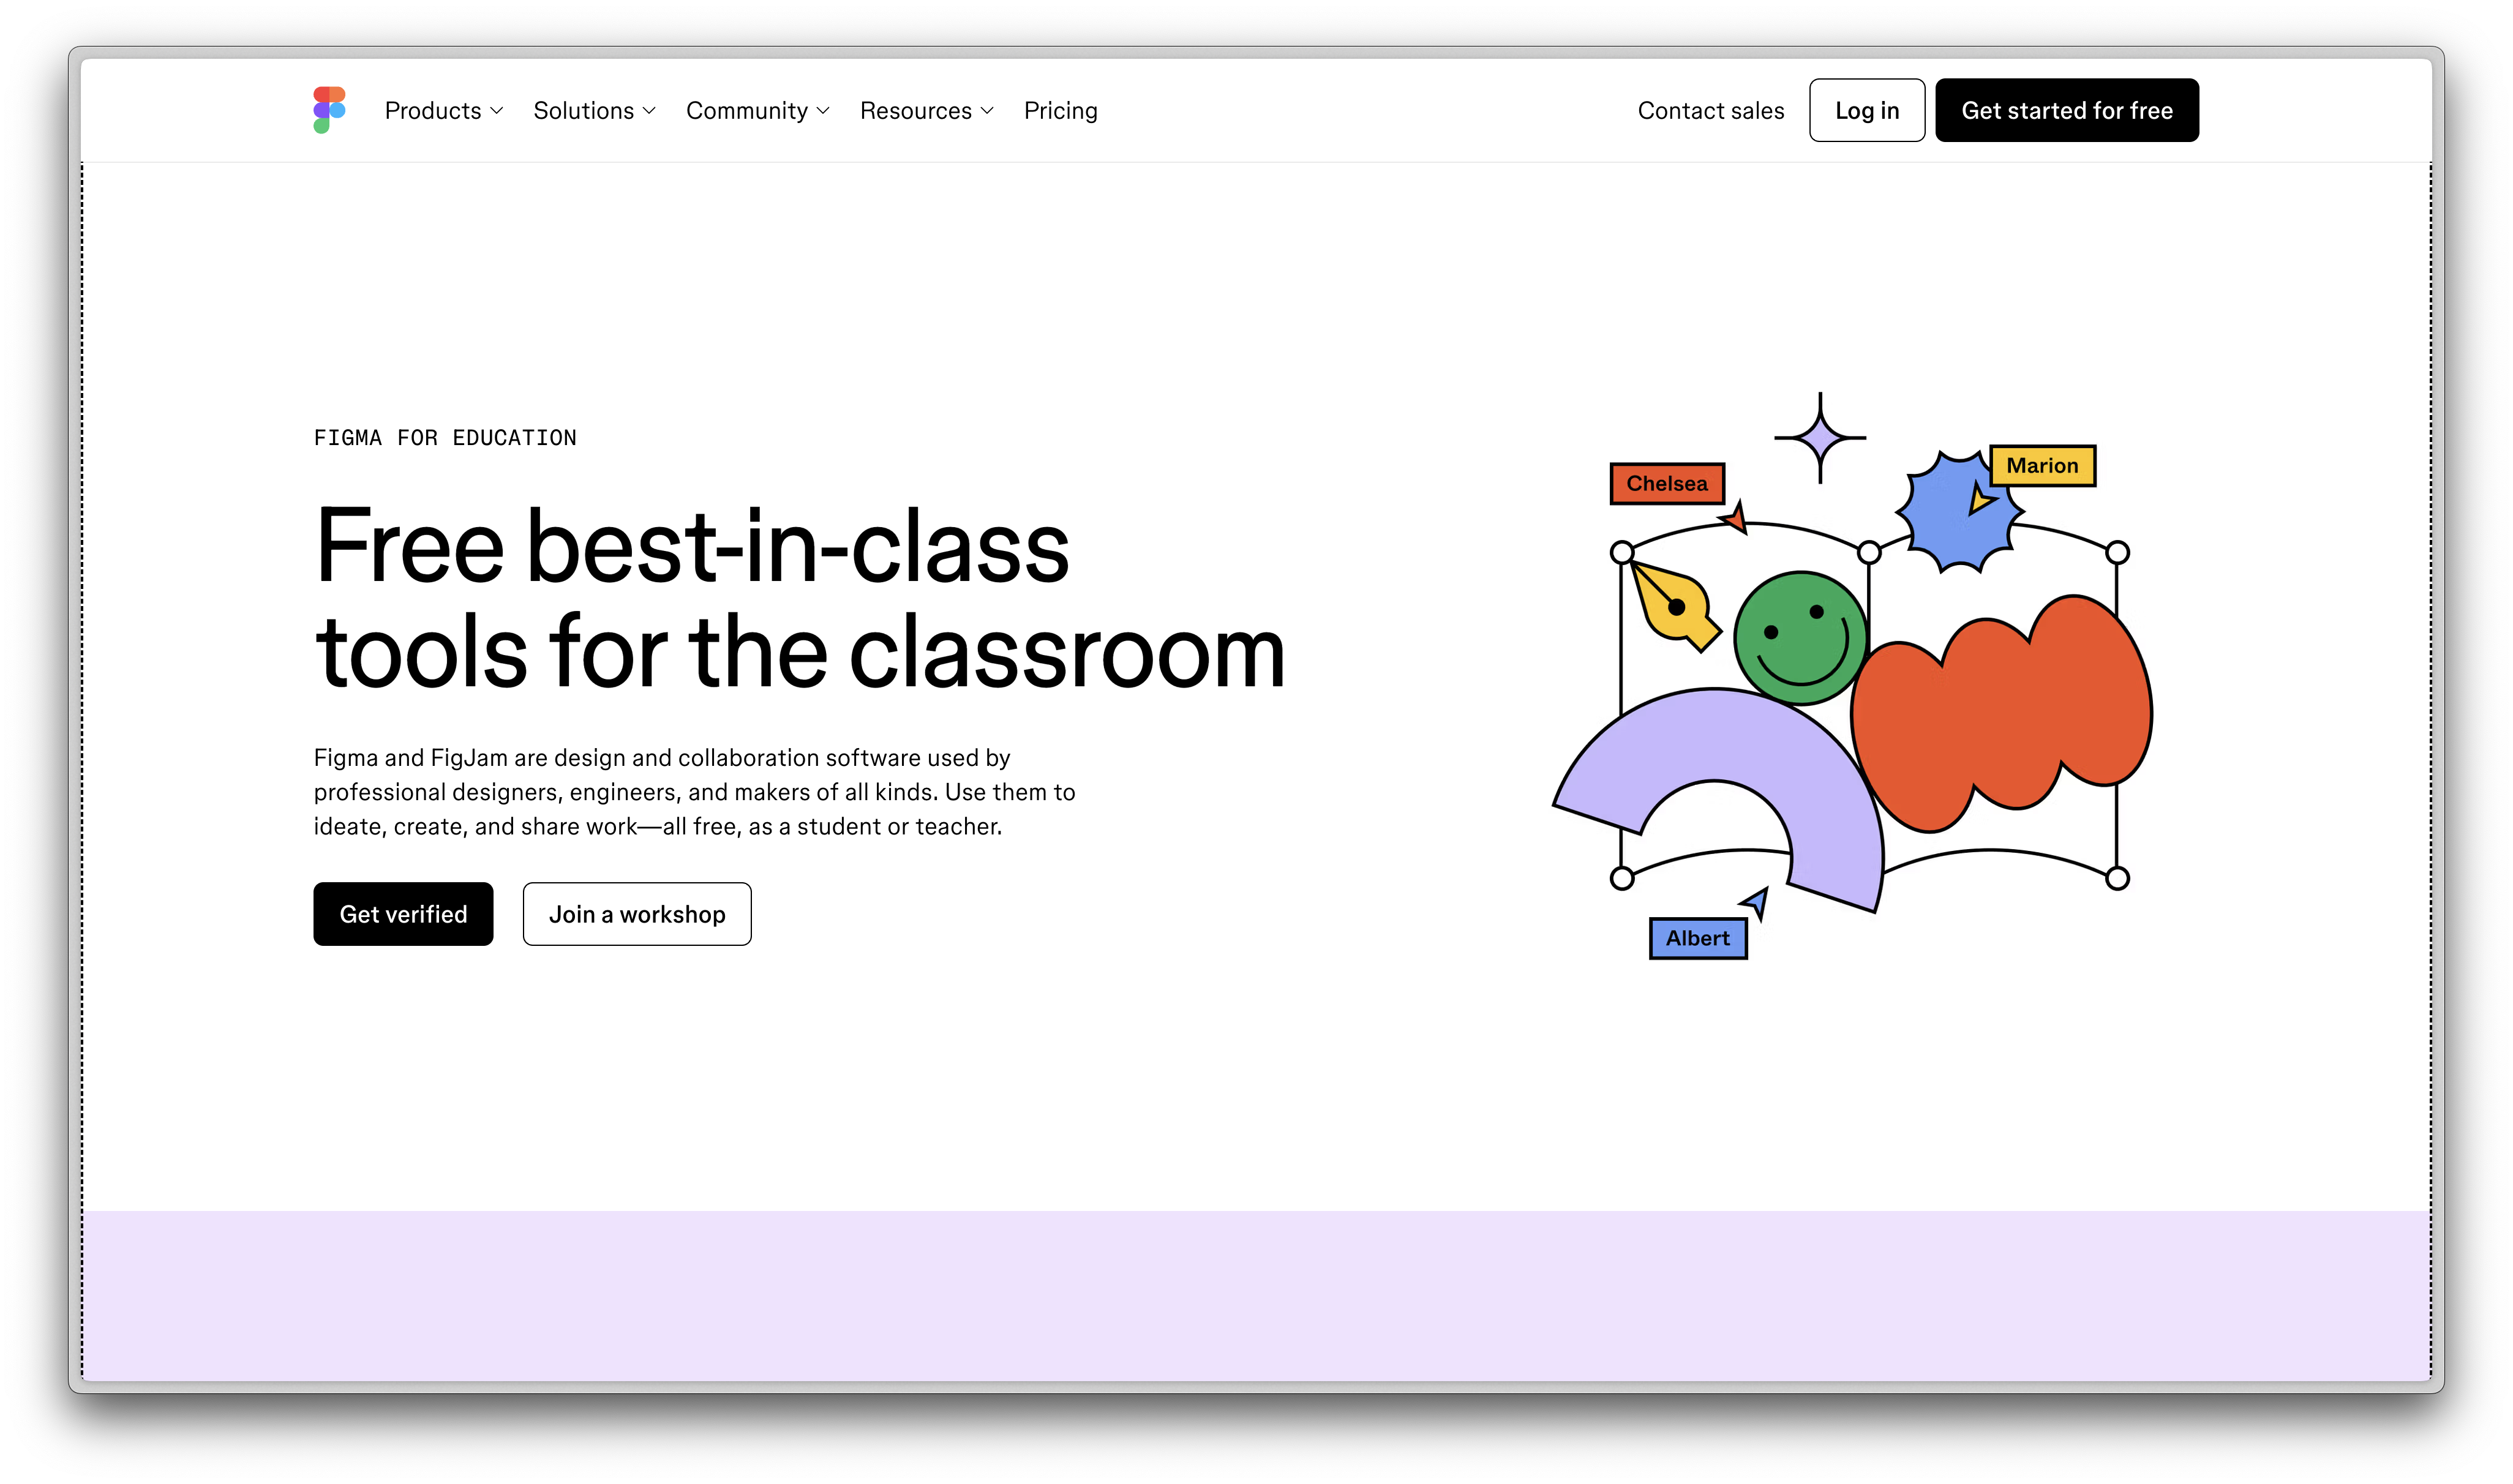 Products Solutions Community Resources Pricing Contact sales Log in Get started for free
FIGMA FOR EDUCATION
Free best-in-class
tools for the classroom
Figma and FigJam are design and collaboration software used by
professional designers, engineers, and makers of all kinds. Use them to
ideate, create, and share work—all free, as a student or teacher.
Get verified Join a workshop
Chelsea
Marion
Albert